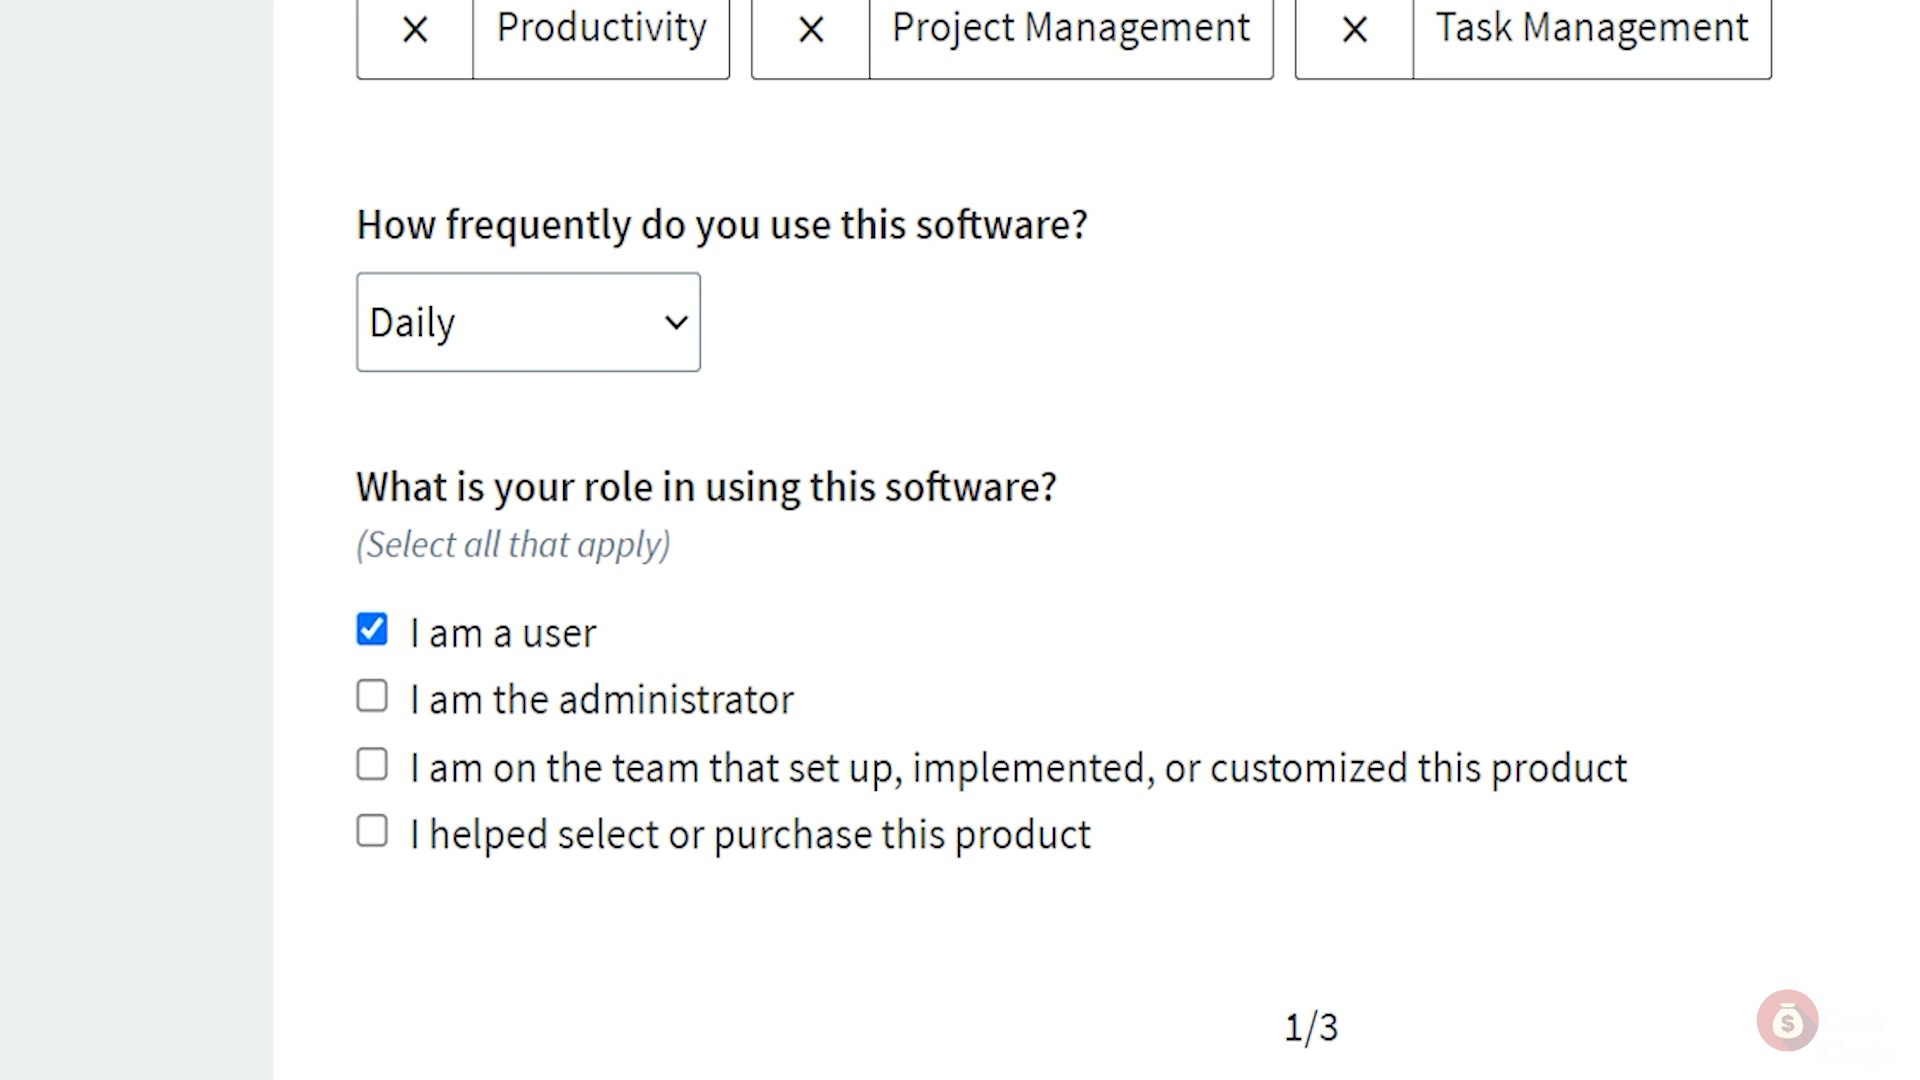 Productivity Project Management Task Management
How frequently do you use this software?
Daily
What is your role in using this software?
(Select all that apply)
I am a user
I am the administrator
I am on the team that set up, implemented, or customized this product
I helped select or purchase this product
1/3
$